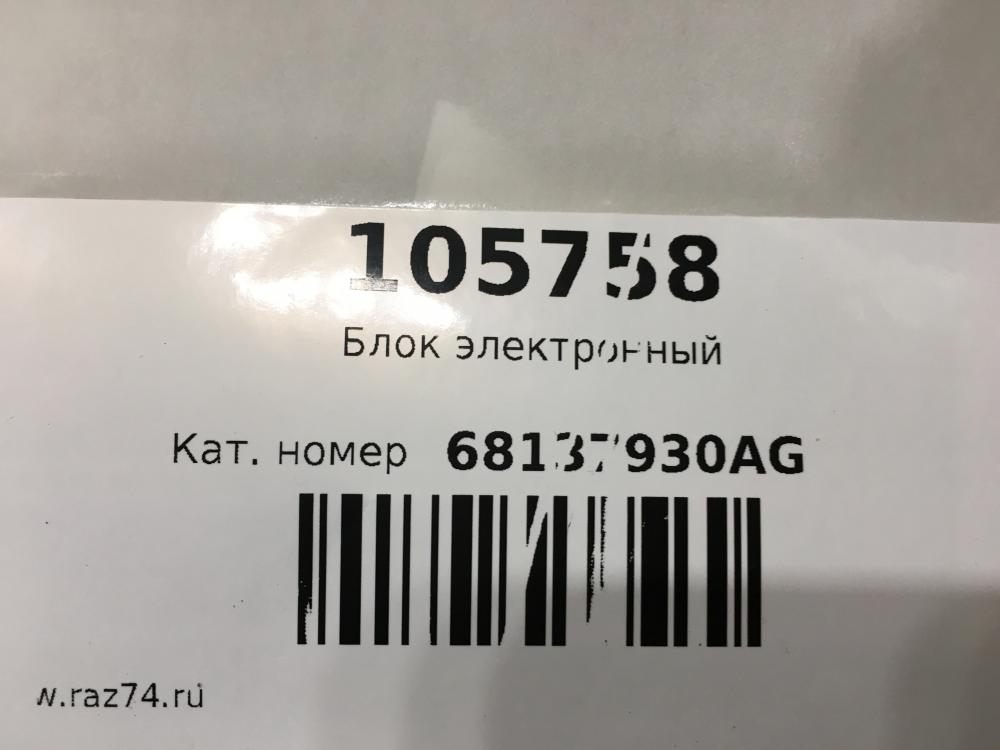 105758
Блок электронный
Кат. номер 68137930AG
w.raz74.ru